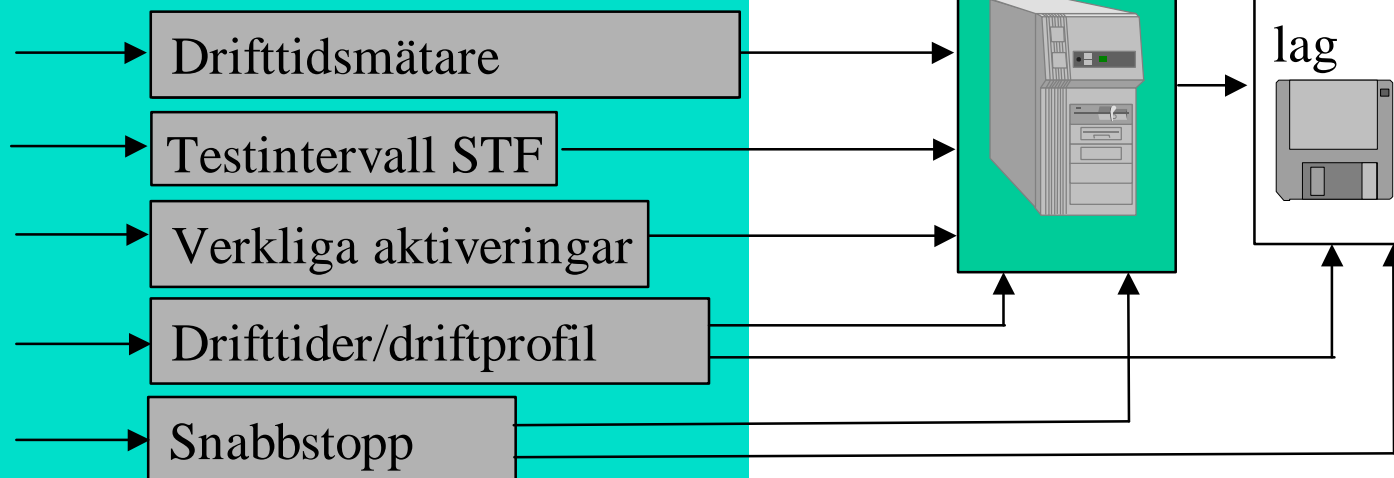 Drifttidsmätare
lag
Testintervall STF
Verkliga aktiveringar
Drifttider/driftprofil
Snabbstopp